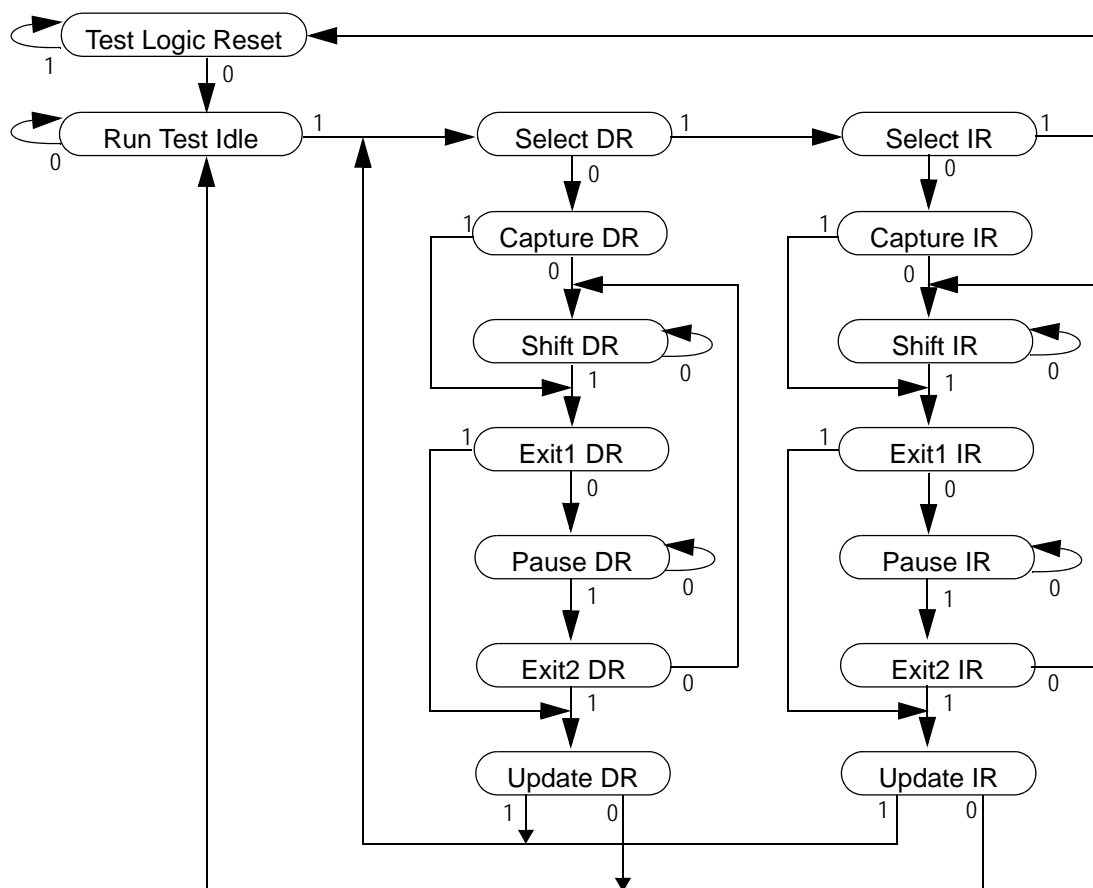 Test Logic Reset
1
0
Run Test Idle
1
0
Select DR
1
0
Select IR
1
0
1
Capture DR
0
1
Capture IR
0
Shift DR
0
1
Shift IR
0
1
1
Exit1 DR
0
1
Exit1 IR
0
Pause DR
0
1
Pause IR
0
1
Exit2 DR
0
1
Exit2 IR
0
1
Update DR
1
0
Update IR
1
0